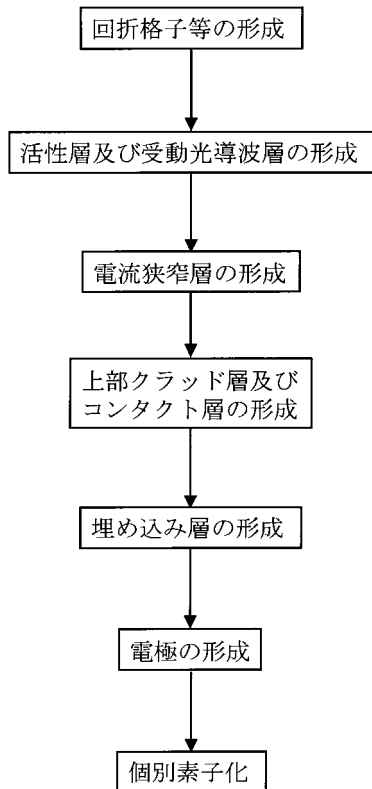 回折格子等の形成
活性層及び受動光導波層の形成
電流狭窄層の形成
上部クラッド層及び
コンタクト層の形成
埋め込み層の形成
電極の形成
個別素子化